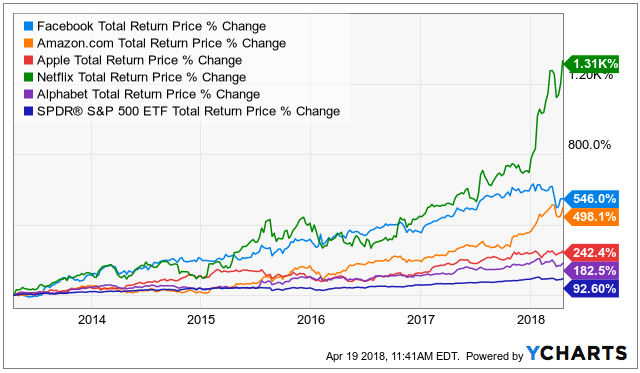 Facebook Total Return Price % Change
Amazon.com Total Return Price % Change
Apple Total Return Price % Change
Netflix Total Return Price % Change
Alphabet Total Return Price % Change
SPDR® S&P 500 ETF Total Return Price % Change
1.31K%
1.20K%
800.0%
546.0%
498.1%
242.4%
182.5%
92.60%
2014 2015 2016 2017 2018
Apr 19 2018, 11:41AM EDT. Powered by YCHARTS